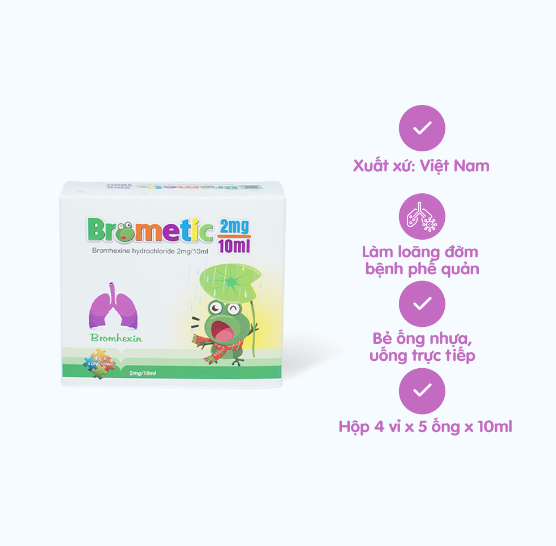 Brometic 2mg
10ml
Bromhexine hydrochloride 2mg/10ml
Bromhexin
2mg/10ml
Xuất xứ: Việt Nam
Làm loãng đờm
bệnh phế quản
Bẻ ống nhựa,
uống trực tiếp
Hộp 4 vỉ x 5 ống x 10ml